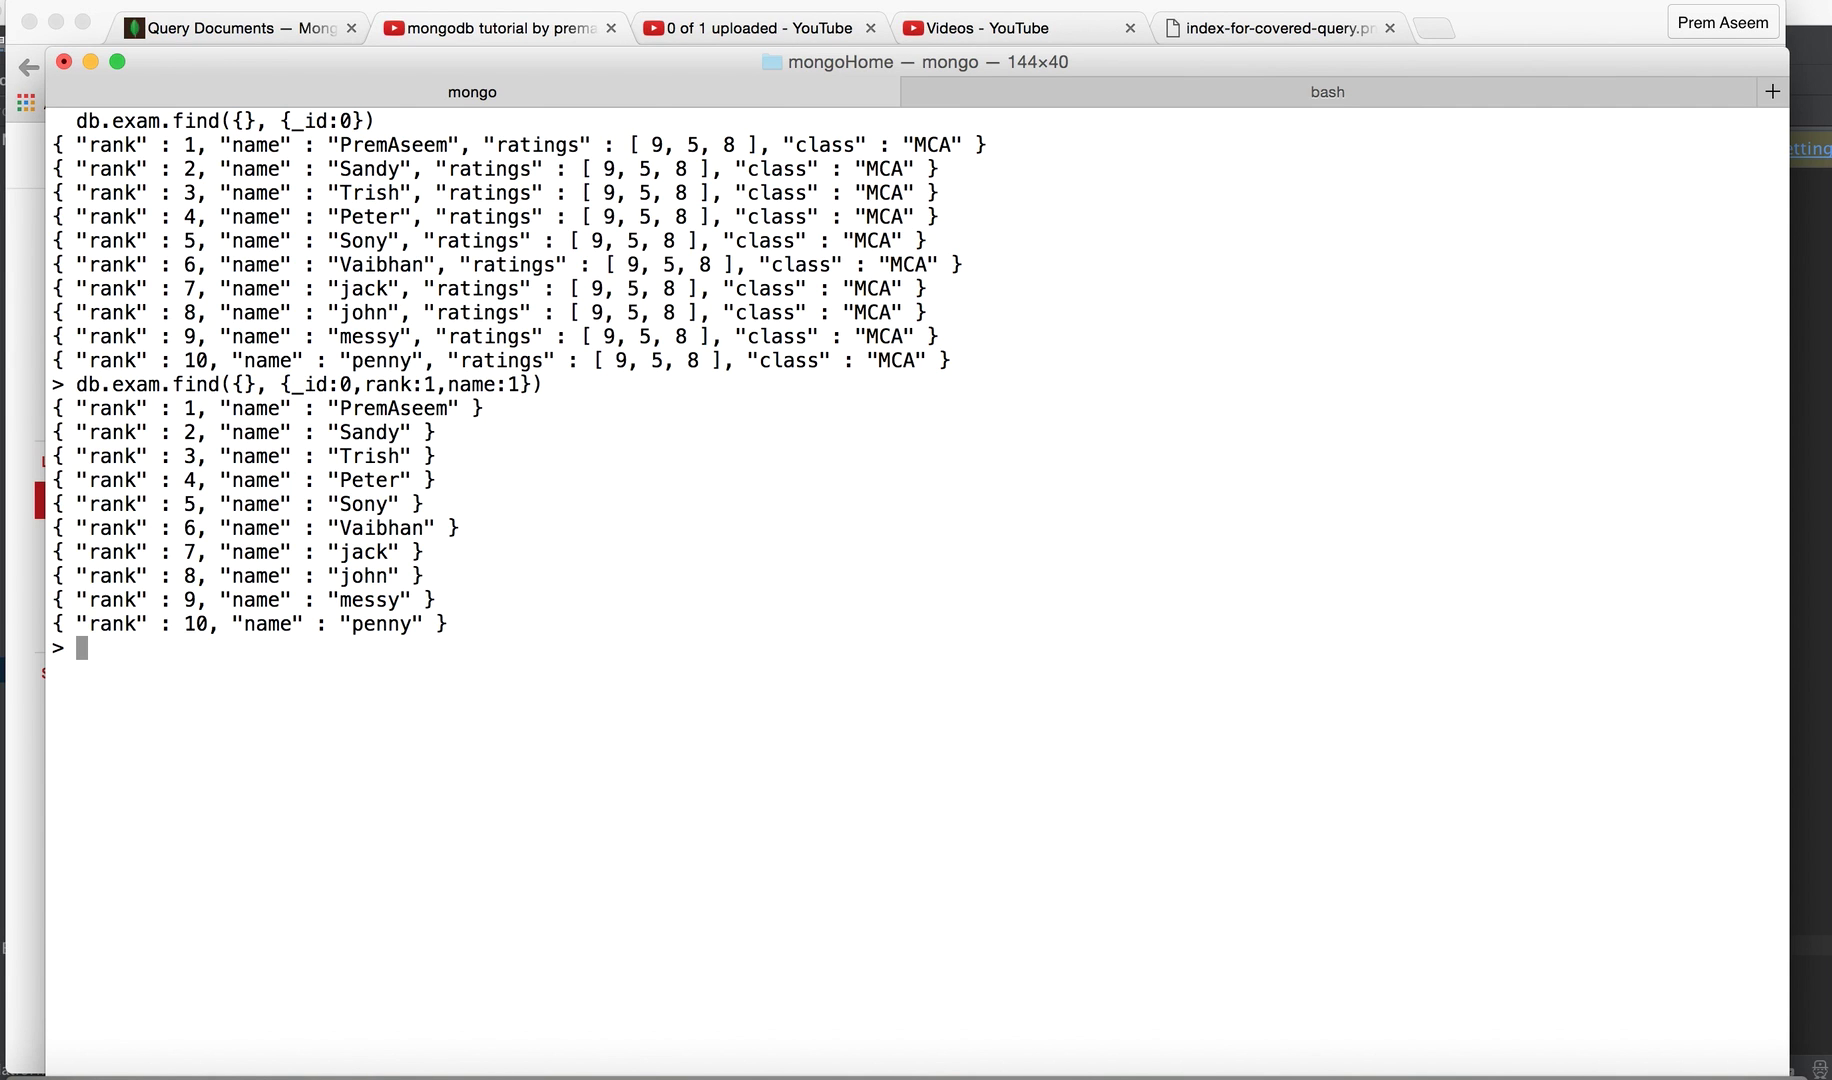 Query Documents — Mong
mongodb tutorial by prema
0 of 1 uploaded - YouTube
Videos - YouTube
index-for-covered-query.pn
Prem Aseem
mongoHome — mongo — 144×40
mongo
bash
db.exam.find({}, {_id:0})
{ "rank" : 1, "name" : "PremAseem", "ratings" : [ 9, 5, 8 ], "class" : "MCA" }
{ "rank" : 2, "name" : "Sandy", "ratings" : [ 9, 5, 8 ], "class" : "MCA" }
{ "rank" : 3, "name" : "Trish", "ratings" : [ 9, 5, 8 ], "class" : "MCA" }
{ "rank" : 4, "name" : "Peter", "ratings" : [ 9, 5, 8 ], "class" : "MCA" }
{ "rank" : 5, "name" : "Sony", "ratings" : [ 9, 5, 8 ], "class" : "MCA" }
{ "rank" : 6, "name" : "Vaibhan", "ratings" : [ 9, 5, 8 ], "class" : "MCA" }
{ "rank" : 7, "name" : "jack", "ratings" : [ 9, 5, 8 ], "class" : "MCA" }
{ "rank" : 8, "name" : "john", "ratings" : [ 9, 5, 8 ], "class" : "MCA" }
{ "rank" : 9, "name" : "messy", "ratings" : [ 9, 5, 8 ], "class" : "MCA" }
{ "rank" : 10, "name" : "penny", "ratings" : [ 9, 5, 8 ], "class" : "MCA" }
> db.exam.find({}, {_id:0,rank:1,name:1})
{ "rank" : 1, "name" : "PremAseem" }
{ "rank" : 2, "name" : "Sandy" }
{ "rank" : 3, "name" : "Trish" }
{ "rank" : 4, "name" : "Peter" }
{ "rank" : 5, "name" : "Sony" }
{ "rank" : 6, "name" : "Vaibhan" }
{ "rank" : 7, "name" : "jack" }
{ "rank" : 8, "name" : "john" }
{ "rank" : 9, "name" : "messy" }
{ "rank" : 10, "name" : "penny" }
>
etting